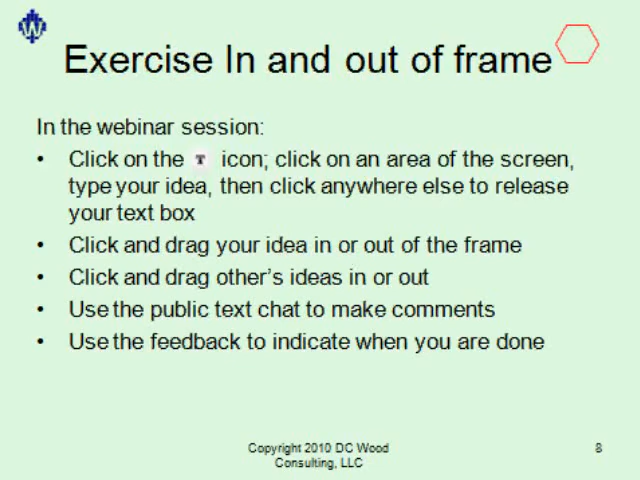 W
Exercise In and out of frame
In the webinar session:
• Click on the T icon; click on an area of the screen,
type your idea, then click anywhere else to release
your text box
• Click and drag your idea in or out of the frame
• Click and drag other's ideas in or out
• Use the public text chat to make comments
• Use the feedback to indicate when you are done
Copyright 2010 DC Wood
Consulting, LLC
8